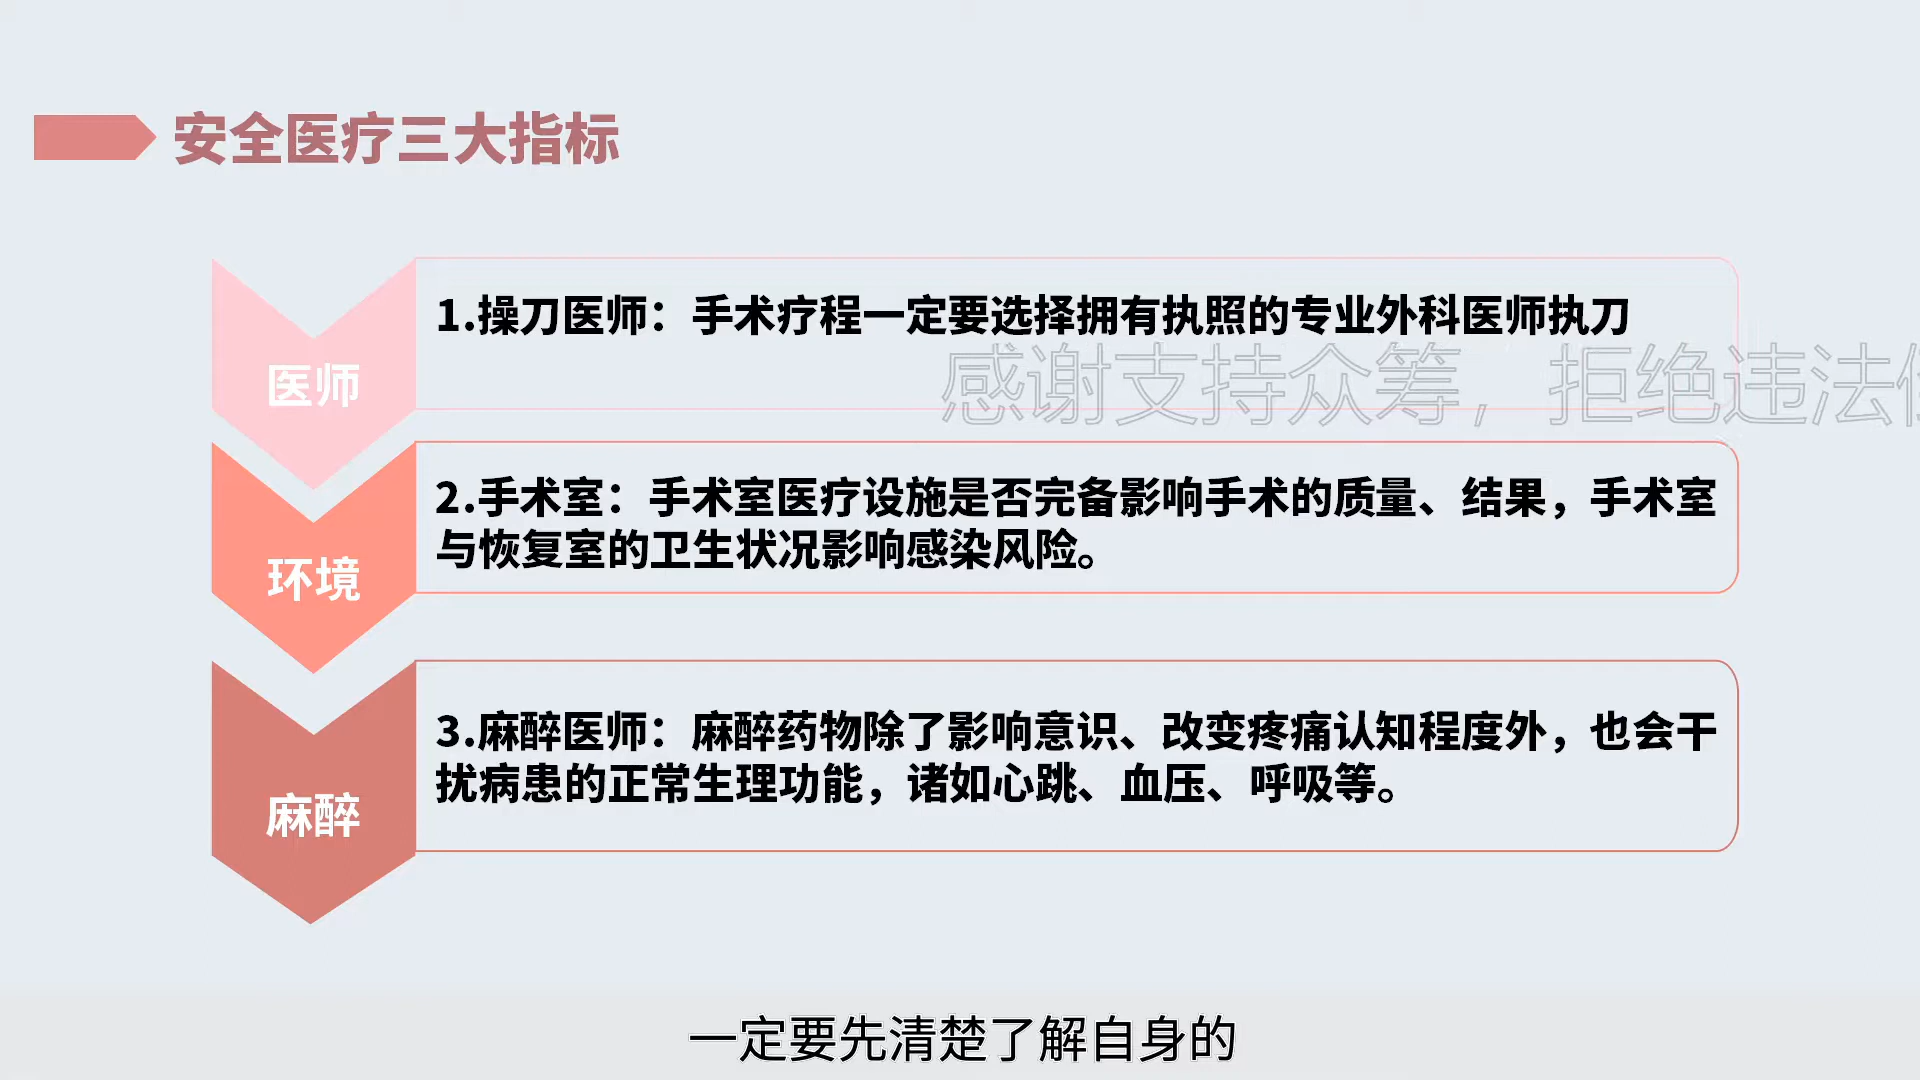 安全医疗三大指标
医师
1.操刀医师：手术疗程一定要选择拥有执照的专业外科医师执刀
感谢支持众筹，拒绝违法
环境
2.手术室：手术室医疗设施是否完备影响手术的质量、结果，手术室
与恢复室的卫生状况影响感染风险。
麻醉
3.麻醉医师：麻醉药物除了影响意识、改变疼痛认知程度外，也会干
扰病患的正常生理功能，诸如心跳、血压、呼吸等。
一定要先清楚了解自身的